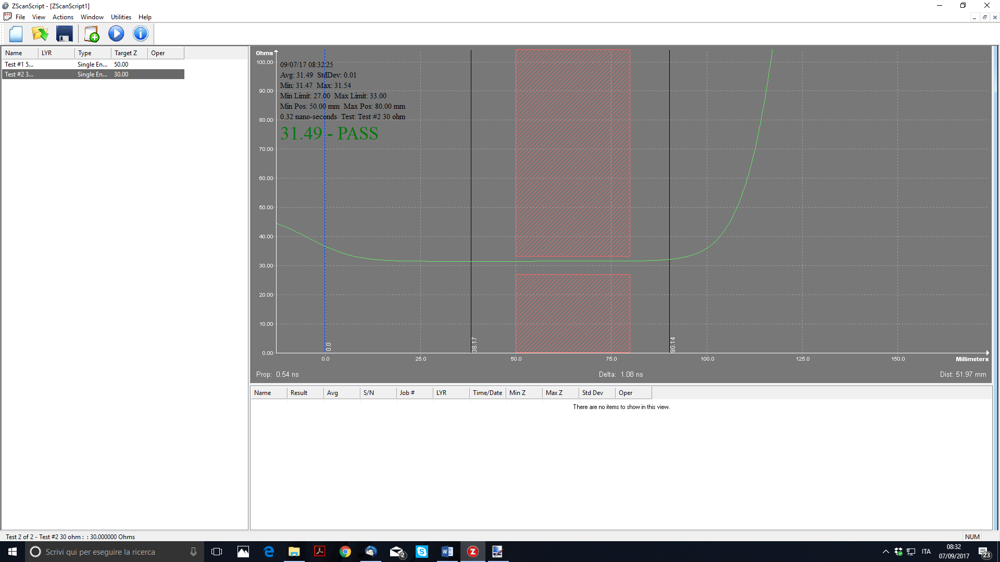 ZScanScript - [ZScanScript1]
File View Actions Window Utilities Help
Name LYR Type Target Z Oper
Test #1 5... Single En... 50.00
Test #2 3... Single En... 30.00
Ohms
100.00
90.00
80.00
70.00
60.00
50.00
40.00
30.00
20.00
10.00
0.00
09/07/17 08:32:25
Avg: 31.49 StdDev: 0.01
Min: 31.47 Max: 31.54
Min Limit: 27.00 Max Limit: 33.00
Min Pos: 50.00 mm Max Pos: 80.00 mm
0.32 nano-seconds Test: Test #2 30 ohm
31.49 - PASS
0.0
38.17
90.14
0.0 25.0 50.0 75.0 100.0 125.0 150.0
Millimeters
Prop: 0.54 ns Delta: 1.08 ns Dist: 51.97 mm
Name Result Avg S/N Job # LYR Time/Date Min Z Max Z Std Dev Oper
There are no items to show in this view.
Test 2 of 2 - Test #2 30 ohm : : 30.000000 Ohms
NUM
Scrivi qui per eseguire la ricerca
2
ITA
08:32
07/09/2017
23